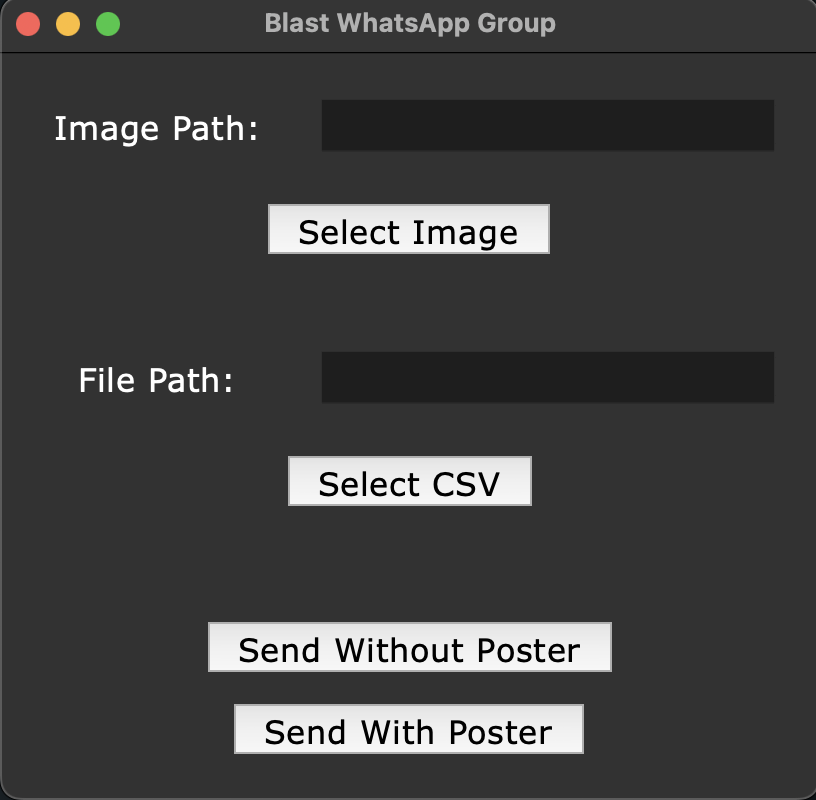 Blast WhatsApp Group
Image Path:
Select Image
File Path:
Select CSV
Send Without Poster
Send With Poster